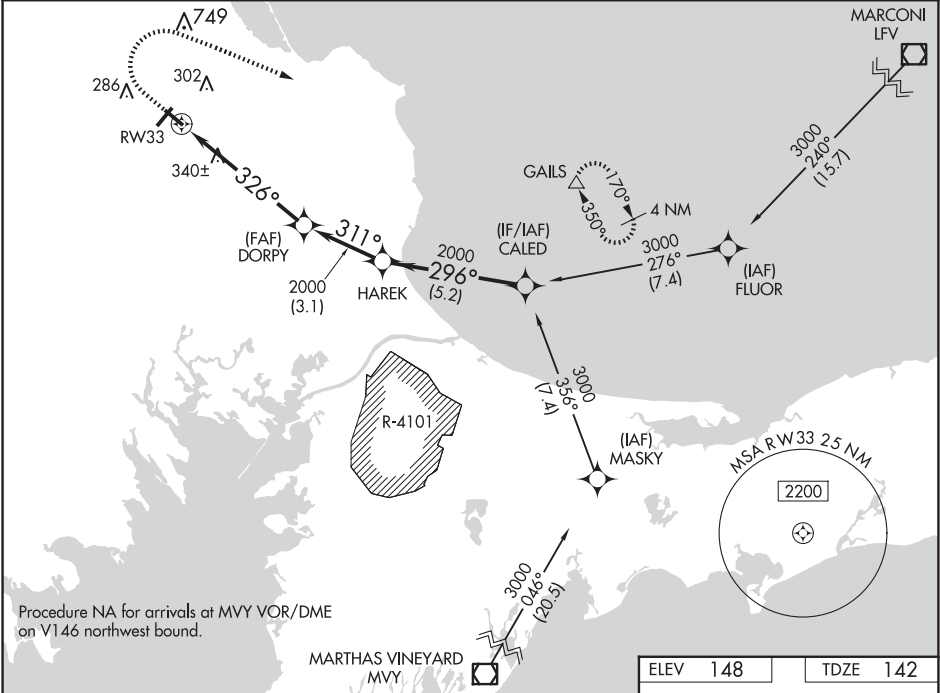 749
MARCONI
LFV
302
286
RW33
340±
326°
3000
240°
(15.7)
GAILS
170°
350°
4 NM
(FAF)
DORPY
311°
(IF/IAF)
CALED
3000
276°
(7.4)
(IAF)
FLUOR
2000
296°
(5.2)
2000
(3.1)
HAREK
3000
356°
(7.4)
R-4101
(IAF)
MASKY
MSA RW33 25 NM
2200
3000
046°
(20.5)
Procedure NA for arrivals at MVY VOR/DME
on V146 northwest bound.
MARTHAS VINEYARD
MVY
ELEV 148
TDZE 142